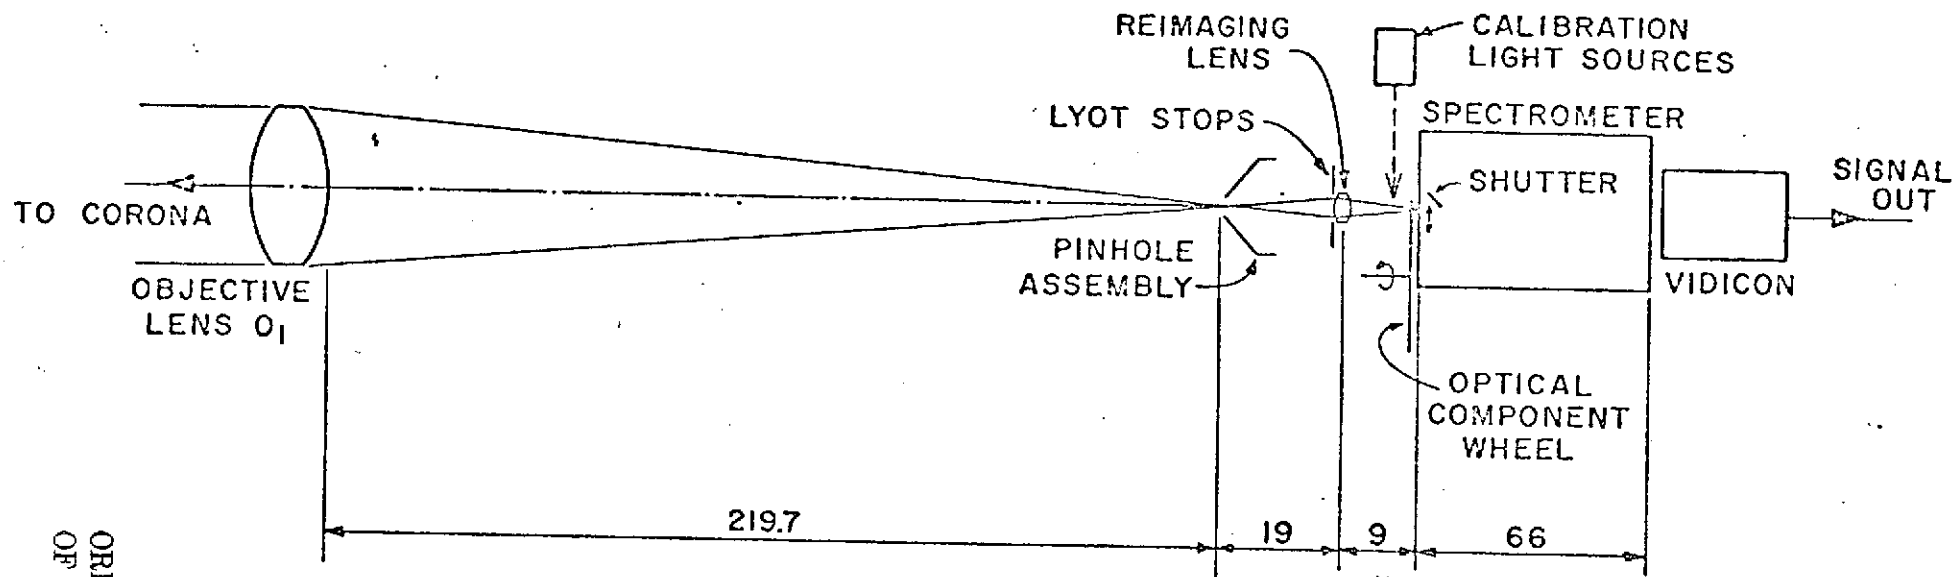 REIMAGING
LENS
CALIBRATION
LIGHT SOURCES
LYOT STOPS
SPECTROMETER
SHUTTER
SIGNAL
OUT
TO CORONA
PINHOLE
ASSEMBLY
VIDICON
OBJECTIVE
LENS O1
OPTICAL
COMPONENT
WHEEL
219.7
19
9
66
OF